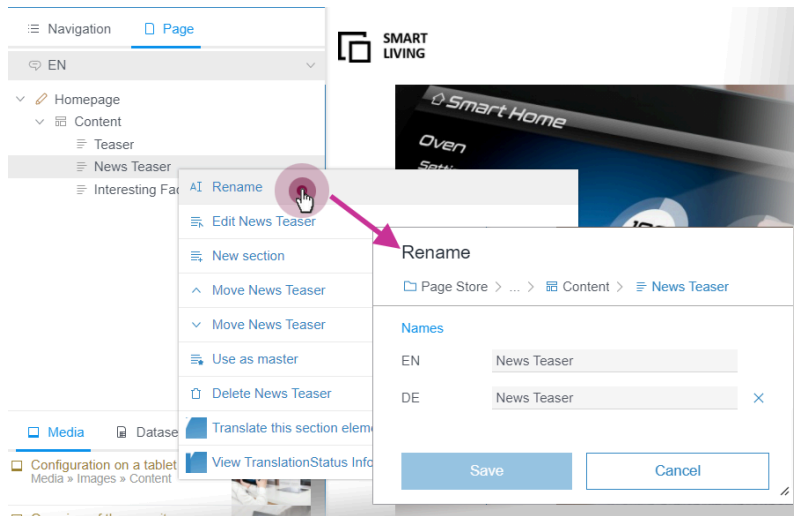 Navigation
Page
EN
Homepage
Content
Teaser
News Teaser
Interesting
Rename
Edit News Teaser
New section
Move News Teaser
Move News Teaser
Use as master
Delete News Teaser
Translate this section
View TranslationStatus Info
Media
Configuration on a tablet
Media » Images » Content
SMART
LIVING
Smart Home
Oven
Rename
Page Store > ... > Content > News Teaser
Names
EN News Teaser
DE News Teaser
Save
Cancel